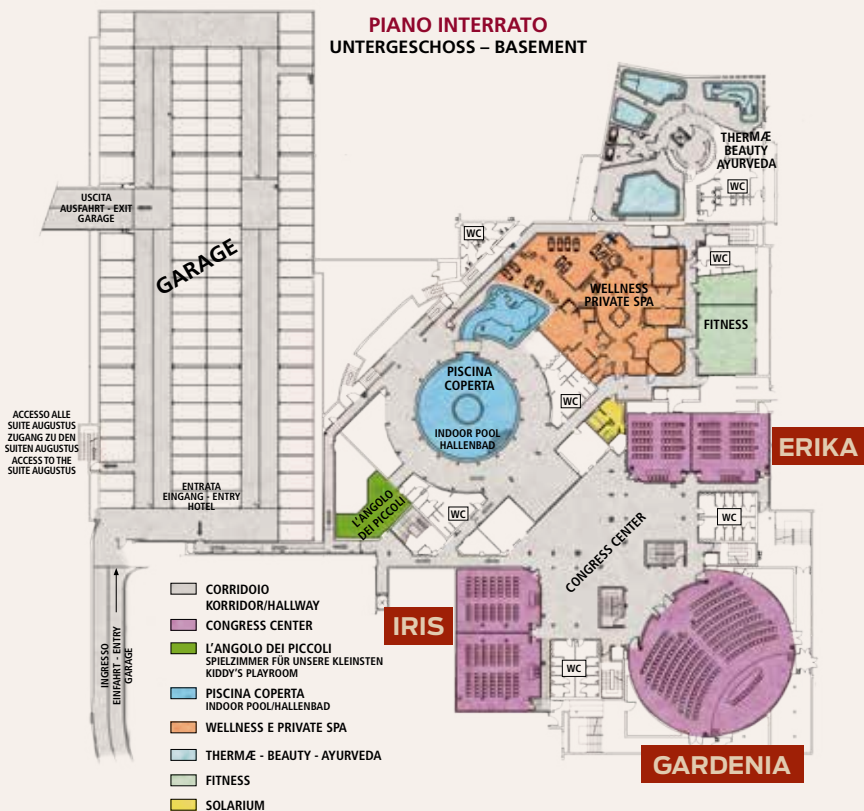 PIANO INTERRATO
UNTERGESCHOSS – BASEMENT
THERMÆ
BEAUTY
AYURVEDA
WC
USCITA
AUSFAHRT - EXIT
GARAGE
GARAGE
WC
WC
WELLNESS
PRIVATE SPA
FITNESS
PISCINA
COPERTA
INDOOR POOL
HALLENBAD
WC
ACCESSO ALLE
SUITE AUGUSTUS
ZUGANG ZU DEN
SUITEN AUGUSTUS
ACCESS TO THE
SUITE AUGUSTUS
ERIKA
ENTRATA
EINGANG - ENTRY
HOTEL
L'ANGOLO
DEI PICCOLI
WC
WC
CONGRESS CENTER
INGRESSO
EINFAHRT - ENTRY
GARAGE
IRIS
WC
GARDENIA
CORRIDOIO
KORRIDOR/HALLWAY
CONGRESS CENTER
L'ANGOLO DEI PICCOLI
SPIELZIMMER FÜR UNSERE KLEINSTEN
KIDDY'S PLAYROOM
PISCINA COPERTA
INDOOR POOL/HALLENBAD
WELLNESS E PRIVATE SPA
THERMÆ - BEAUTY - AYURVEDA
FITNESS
SOLARIUM